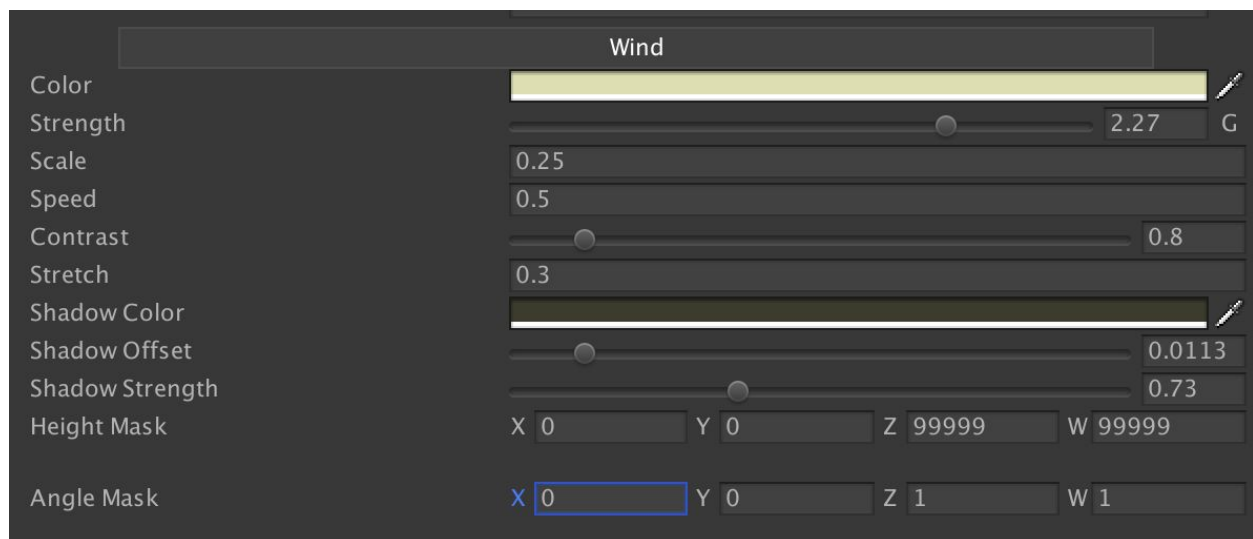 Wind
Color
Strength 2.27 G
Scale 0.25
Speed 0.5
Contrast 0.8
Stretch 0.3
Shadow Color
Shadow Offset 0.0113
Shadow Strength 0.73
Height Mask X 0 Y 0 Z 99999 W 99999
Angle Mask X 0 Y 0 Z 1 W 1